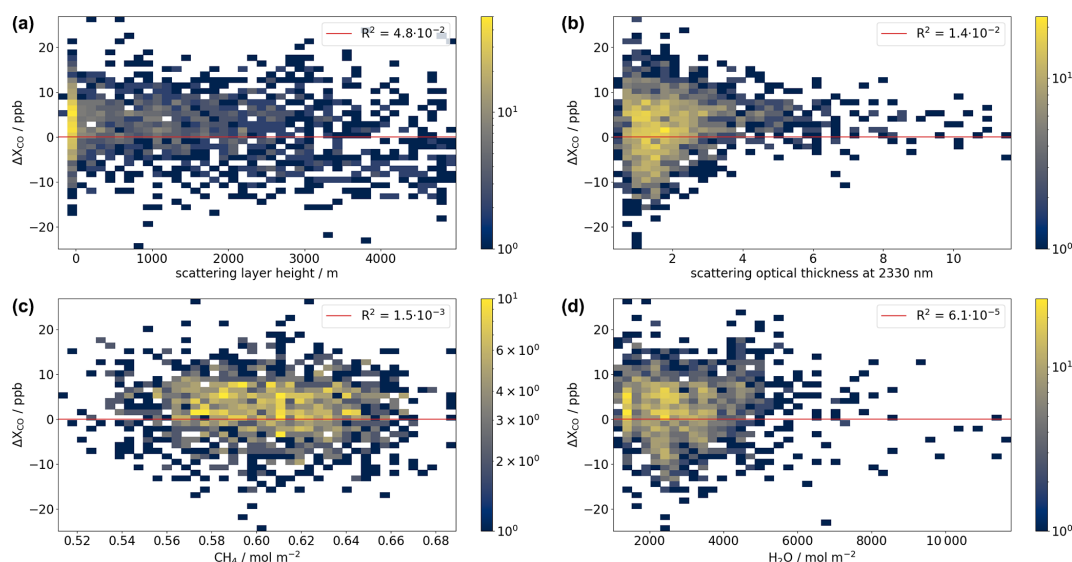 (a)
R² = 4.8·10⁻²
20
10
0
−10
−20
ΔX_CO / ppb
0 1000 2000 3000 4000
scattering layer height / m
10¹
10⁰
(b)
R² = 1.4·10⁻²
20
10
0
−10
−20
ΔX_CO / ppb
2 4 6 8 10
scattering optical thickness at 2330 nm
10¹
10⁰
(c)
R² = 1.5·10⁻³
20
10
0
−10
−20
ΔX_CO / ppb
0.52 0.54 0.56 0.58 0.60 0.62 0.64 0.66 0.68
CH₄ / mol m⁻²
10¹
6 × 10⁰
4 × 10⁰
3 × 10⁰
2 × 10⁰
10⁰
(d)
R² = 6.1·10⁻⁵
20
10
0
−10
−20
ΔX_CO / ppb
2000 4000 6000 8000 10 000
H₂O / mol m⁻²
10¹
10⁰